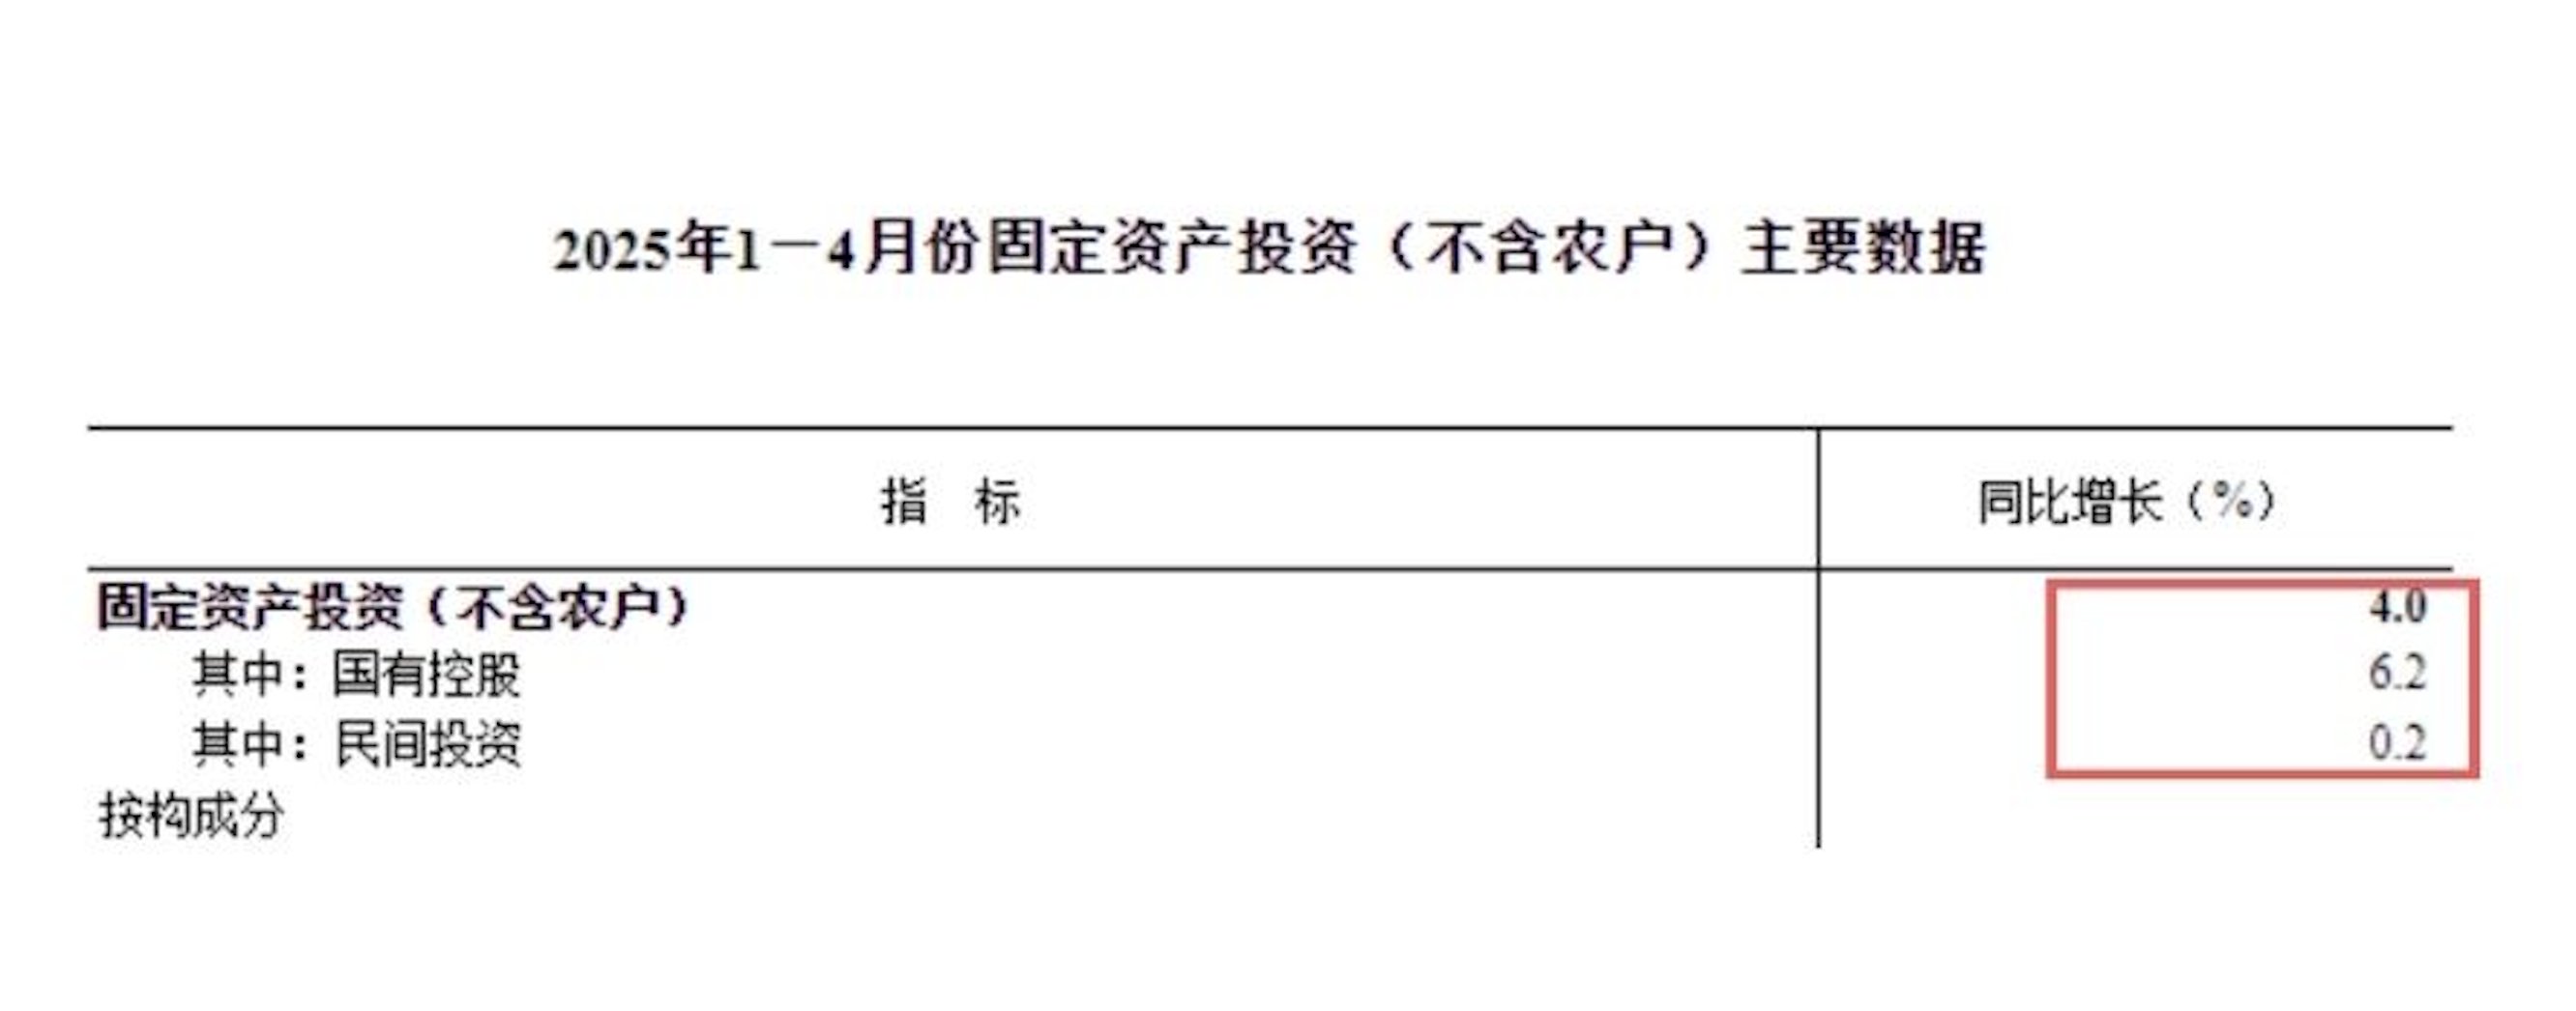 2025年1—4月份固定资产投资（不含农户）主要数据
指 标 同比增长（%）
固定资产投资（不含农户） 4.0
其中：国有控股 6.2
其中：民间投资 0.2
按构成分